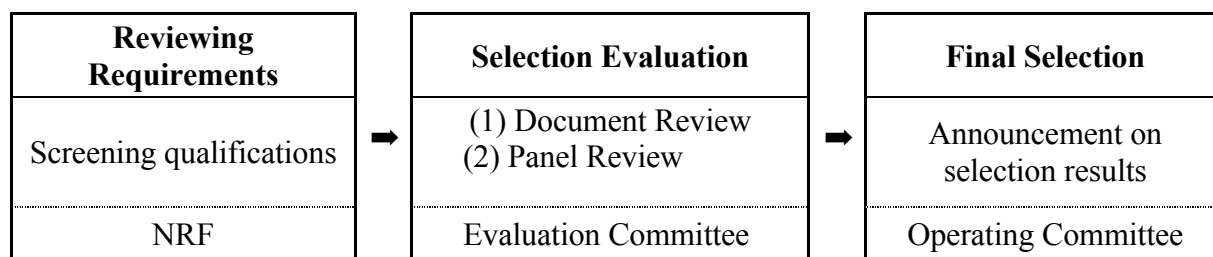 Reviewing
Requirements
Screening qualifications
NRF
➡
Selection Evaluation
(1) Document Review
(2) Panel Review
Evaluation Committee
➡
Final Selection
Announcement on
selection results
Operating Committee